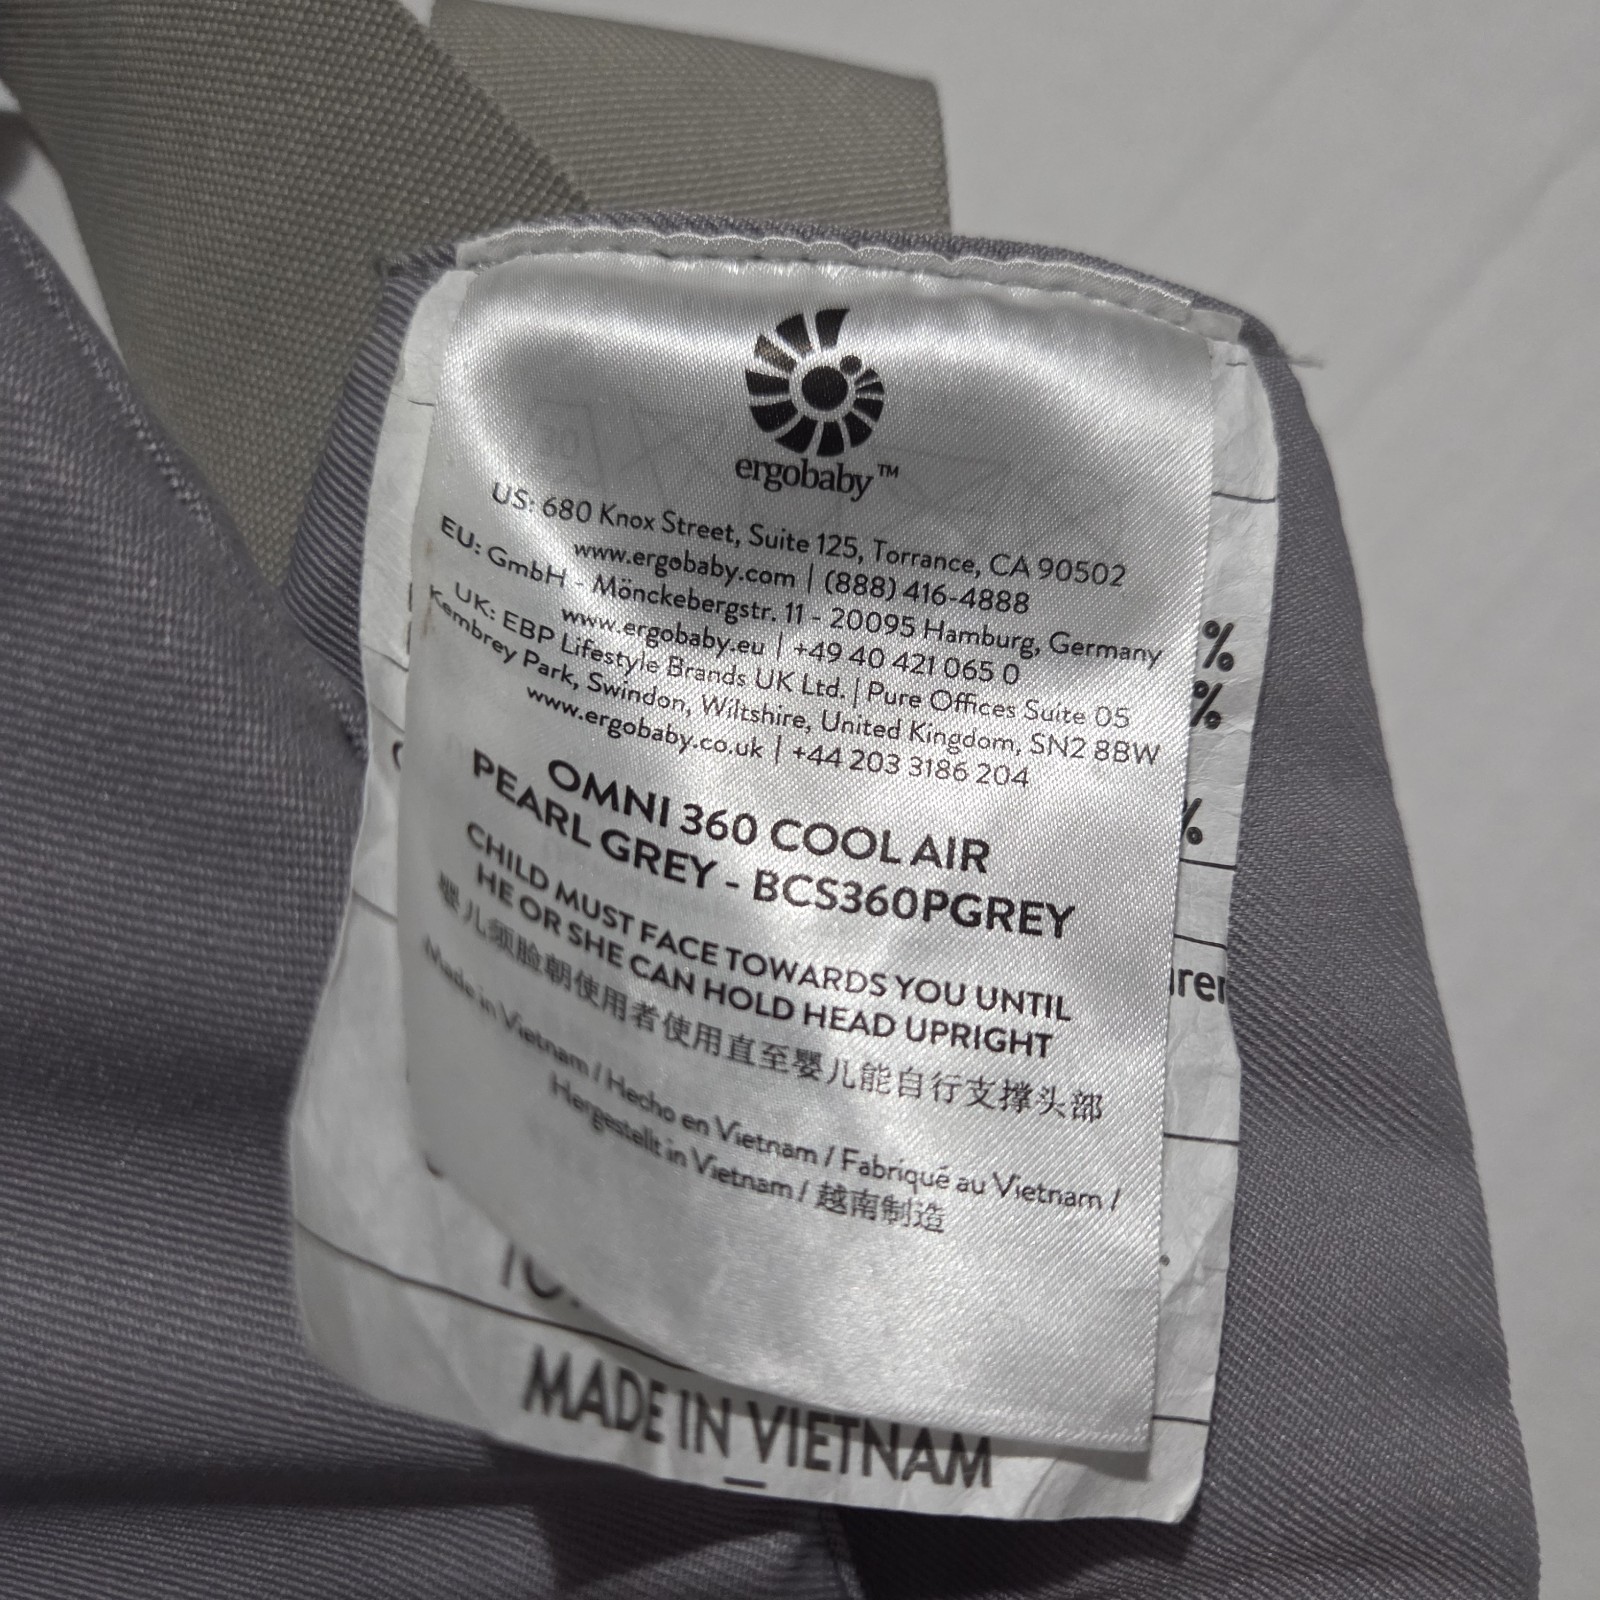 ergobaby™
US: 680 Knox Street, Suite 125, Torrance, CA 90502
www.ergobaby.com | (888) 416-4888
EU: GmbH - Mönckebergstr. 11 - 20095 Hamburg, Germany
www.ergobaby.eu | +49 40 421 065 0
UK: EBP Lifestyle Brands UK Ltd. | Pure Offices Suite 05
Kembrey Park, Swindon, Wiltshire, United Kingdom, SN2 8BW
www.ergobaby.co.uk | +44 203 3186 204
OMNI 360 COOL AIR
PEARL GREY - BCS360PGREY
CHILD MUST FACE TOWARDS YOU UNTIL
HE OR SHE CAN HOLD HEAD UPRIGHT
婴儿须脸朝使用者使用直至婴儿能自行支撑头部
Made in Vietnam / Hecho en Vietnam / Fabriqué au Vietnam /
Hergestellt in Vietnam / 越南制造
%
%
%
MADE IN VIETNAM